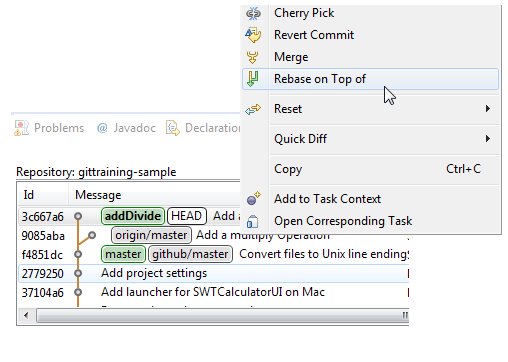 Cherry Pick
Revert Commit
Merge
Rebase on Top of
Reset
Quick Diff
Copy Ctrl+C
Add to Task Context
Open Corresponding Task
Problems @ Javadoc Declaration
Repository: gittraining-sample
Id Message
3c667a6 addDivide HEAD Add a
9085aba origin/master Add a multiply Operation
f4851dc master github/master Convert files to Unix line endings
2779250 Add project settings
37104a6 Add launcher for SWTCalculatorUI on Mac